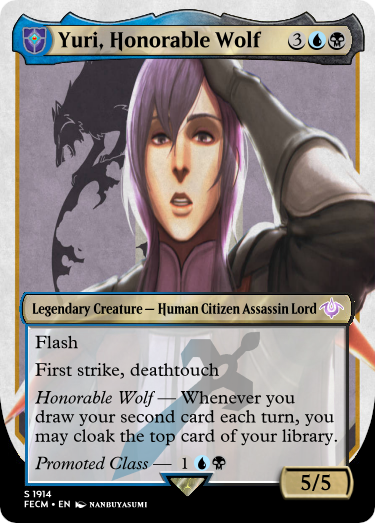 Yuri, Honorable Wolf 3
Legendary Creature — Human Citizen Assassin Lord
Flash
First strike, deathtouch
Honorable Wolf — Whenever you
draw your second card each turn, you
may cloak the top card of your library.
Promoted Class — 1
5/5
S 1914
FECM • EN NANBUYASUMI